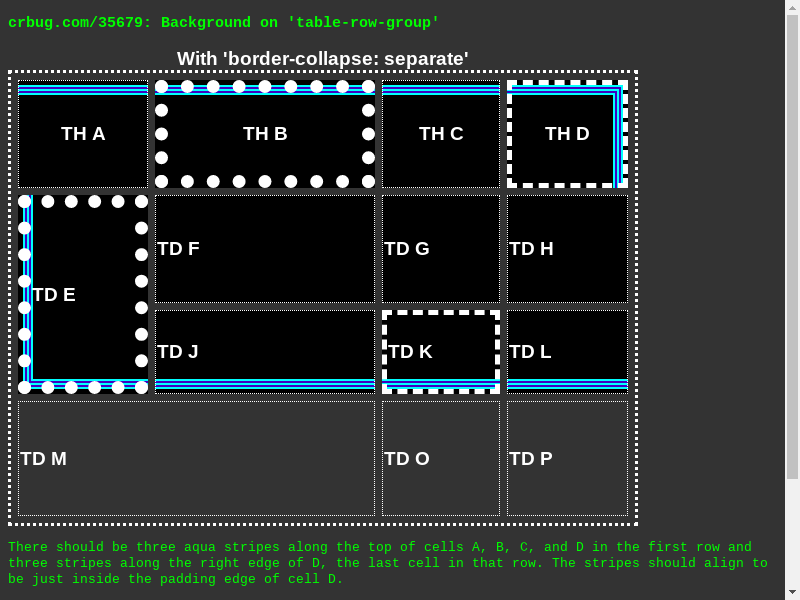 crbug.com/35679: Background on 'table-row-group'
With 'border-collapse: separate'
TH A TH B TH C TH D
TD E TD F TD G TD H
TD J TD K TD L
TD M TD O TD P
There should be three aqua stripes along the top of cells A, B, C, and D in the first row and
three stripes along the right edge of D, the last cell in that row. The stripes should align to
be just inside the padding edge of cell D.